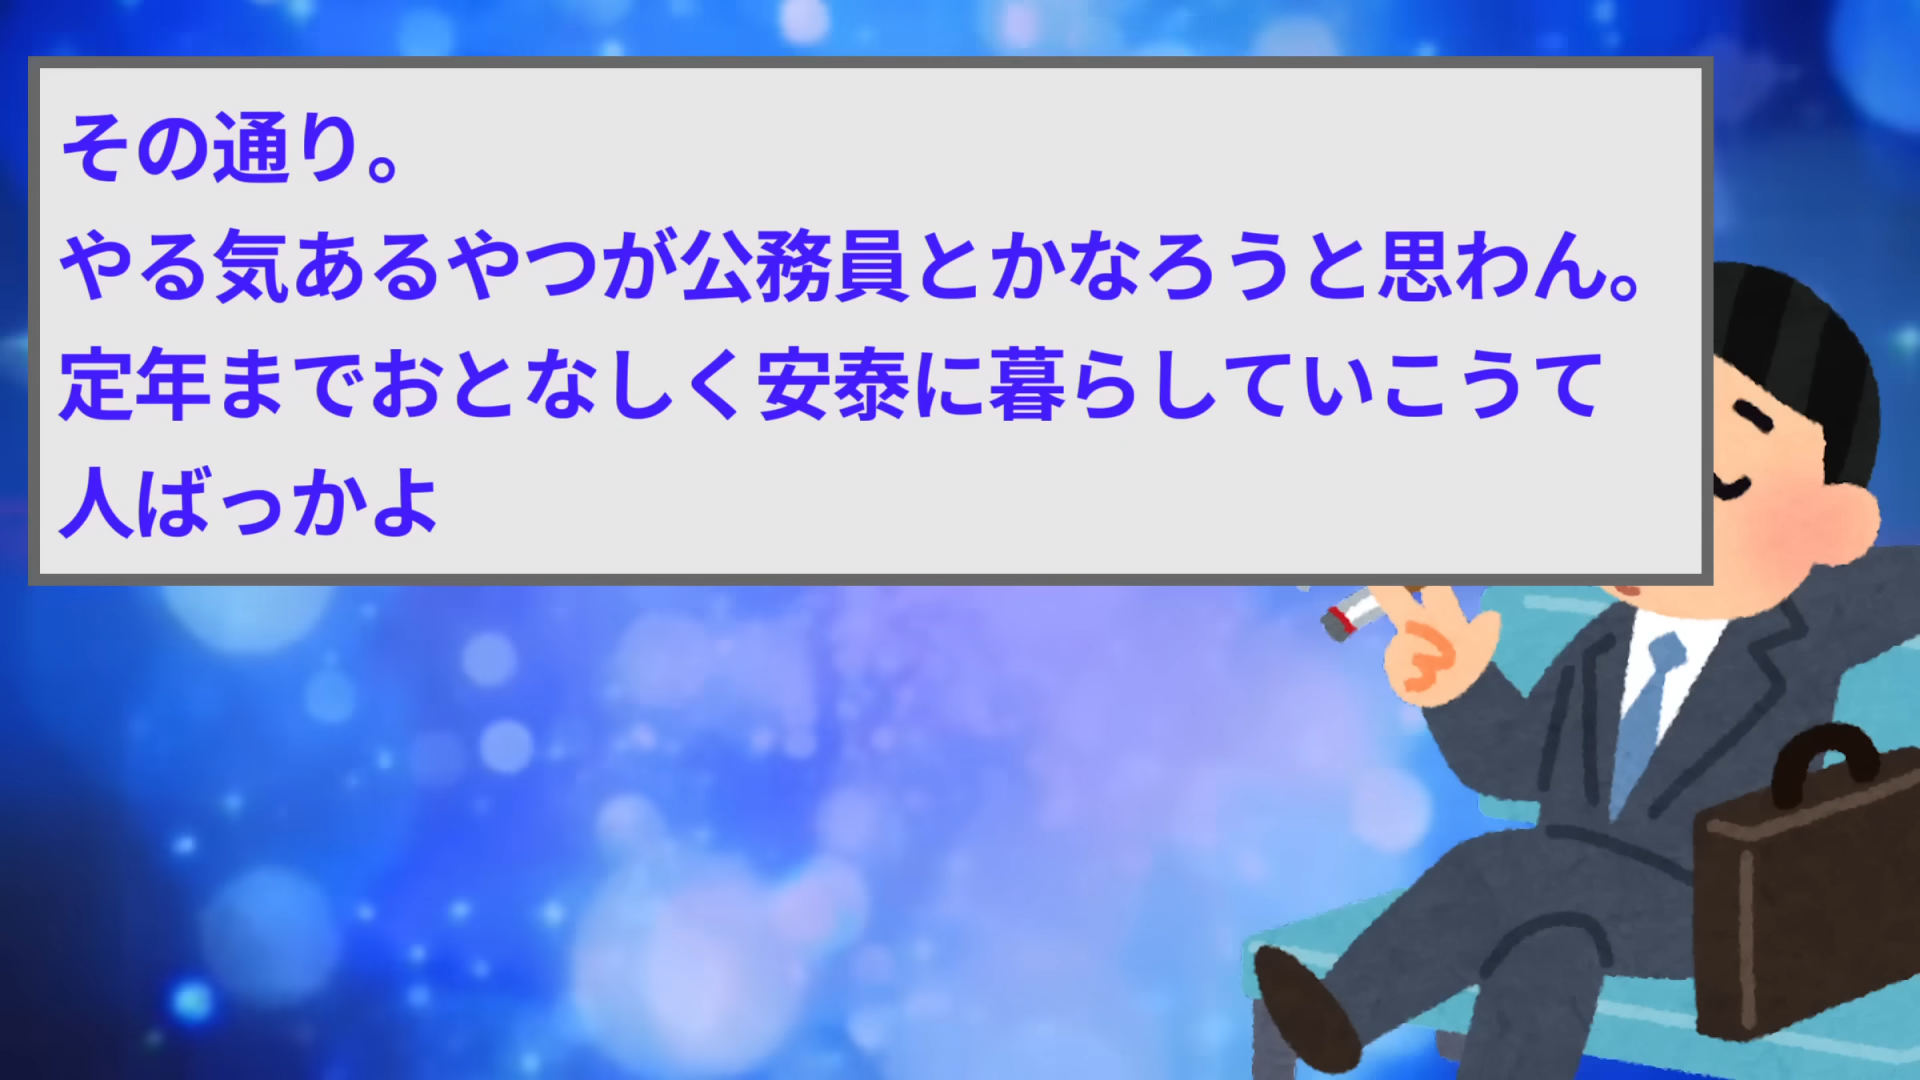 その通り。
やる気あるやつが公務員とかなろうと思わん。
定年までおとなしく安泰に暮らしていこうて
人ばっかよ